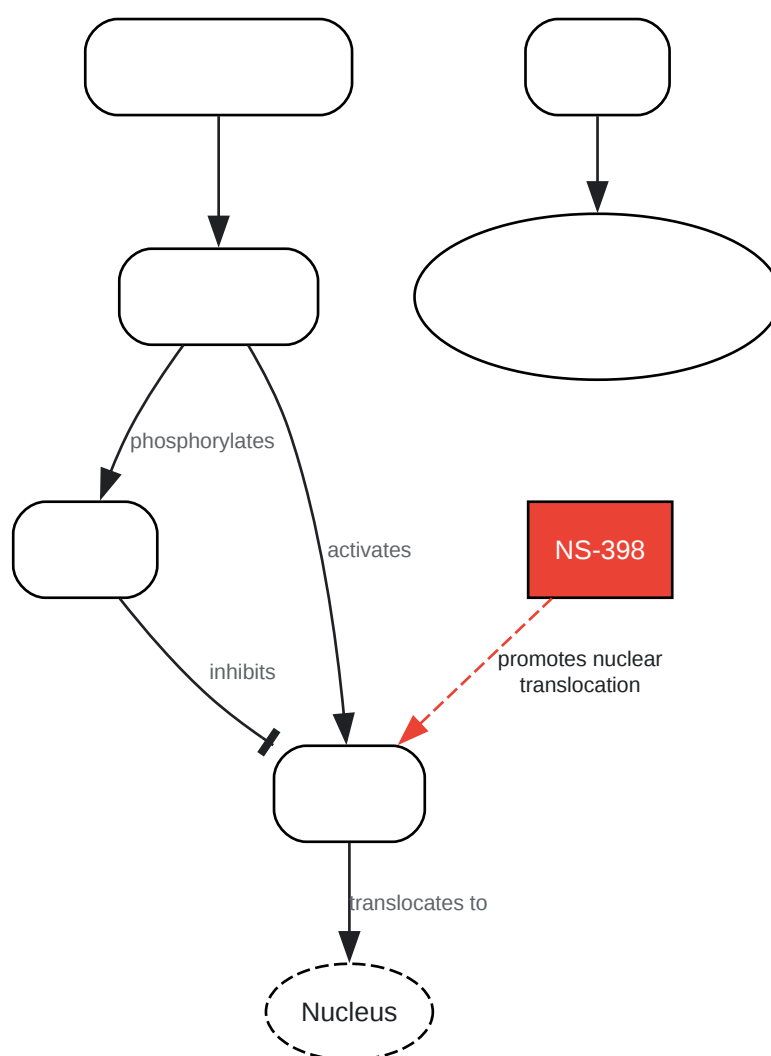 phosphorylates
activates
NS-398
inhibits
promotes nuclear
translocation
translocates to
Nucleus